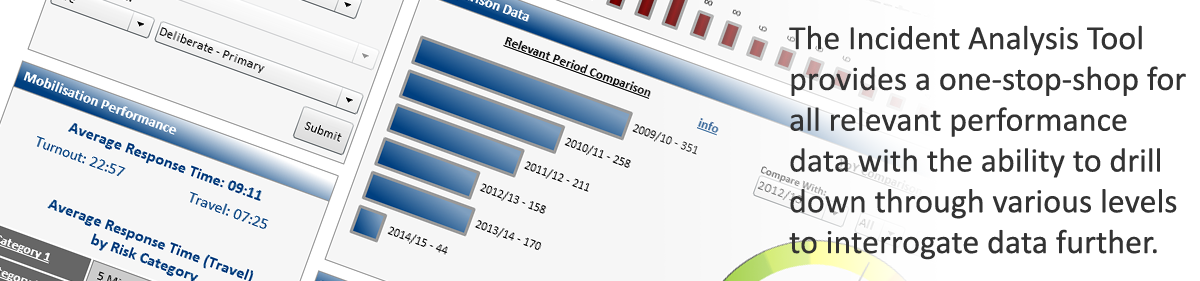 Deliberate - Primary
Submit
Mobilisation Performance
Average Response Time: 09:11
Turnout: 22:57
Travel: 07:25
Average Response Time (Travel)
by Risk Category
Category 1
Data
Relevant Period Comparison
info
2009/10 - 351
2010/11 - 258
2011/12 - 211
2012/13 - 158
2013/14 - 170
2014/15 - 44
Compare With:
2012/1
All
The Incident Analysis Tool
provides a one-stop-shop for
all relevant performance
data with the ability to drill
down through various levels
to interrogate data further.